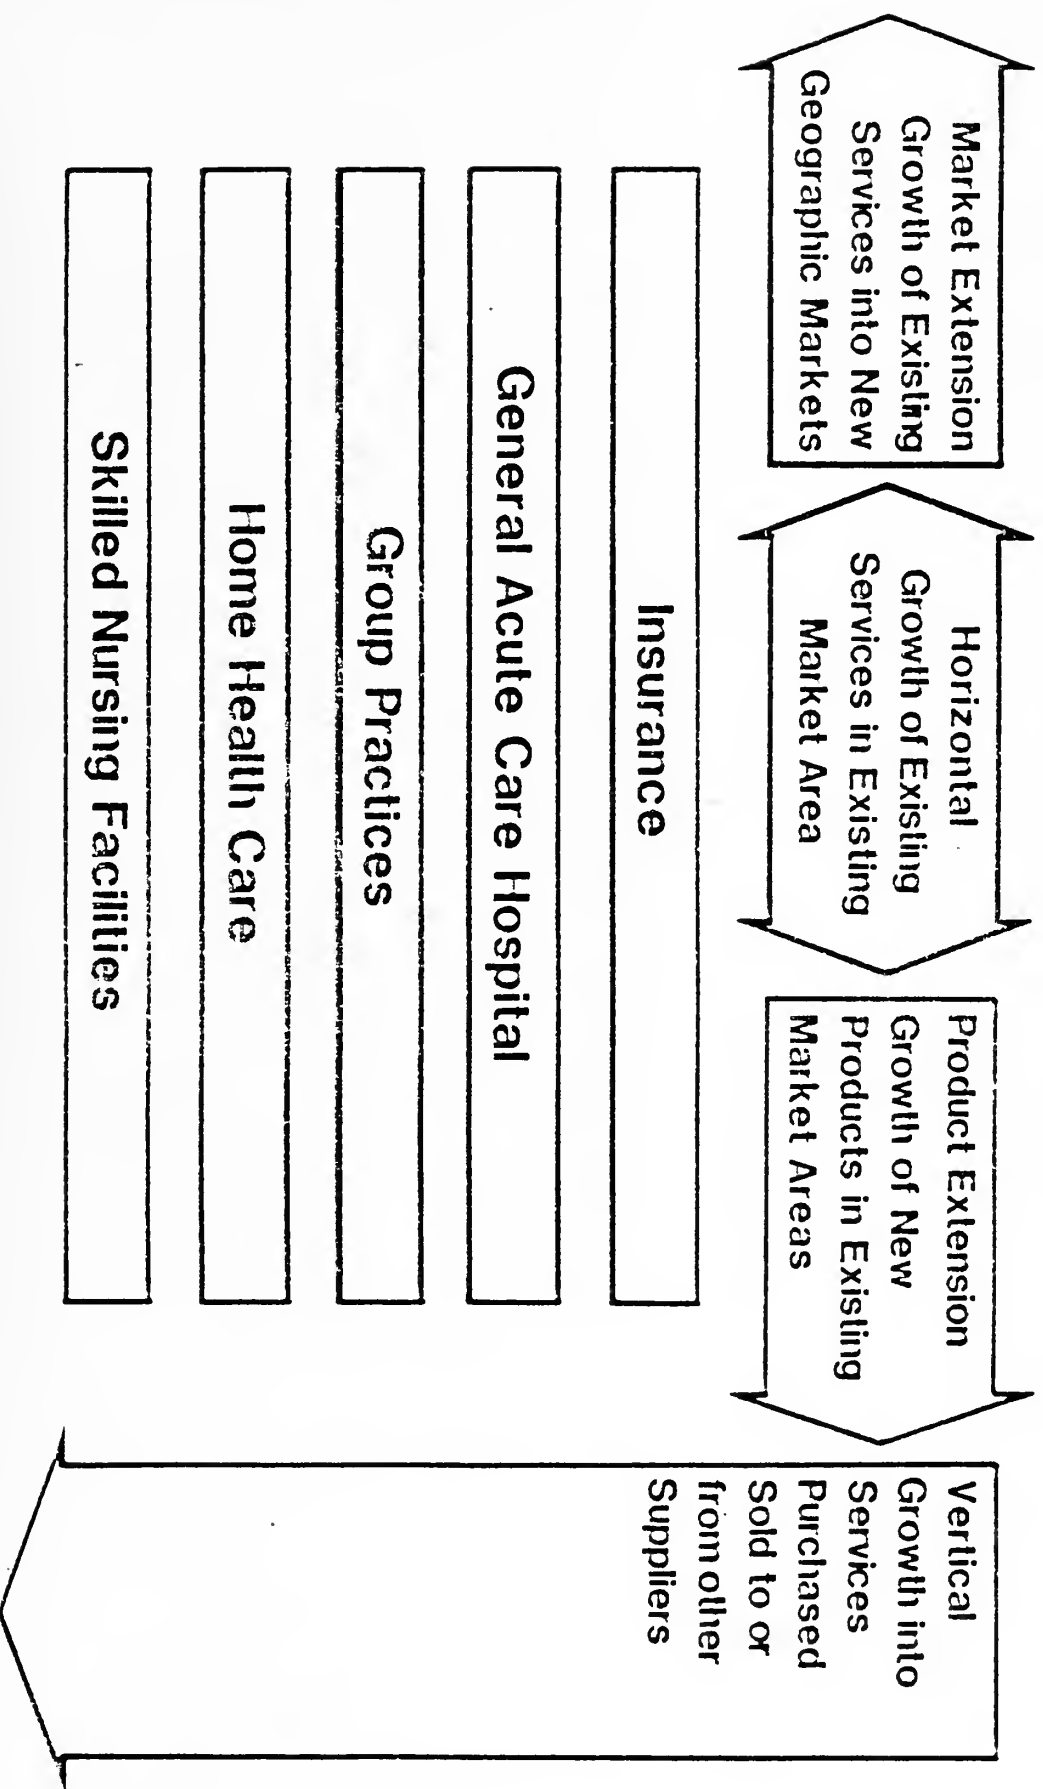 Market Extension
Growth of Existing
Services into New
Geographic Markets
Horizontal
Growth of Existing
Services in Existing
Market Area
Product Extension
Growth of New
Products in Existing
Market Areas
Vertical
Growth into
Services
Purchased
Sold to or
from other
Suppliers
Insurance
General Acute Care Hospital
Group Practices
Home Health Care
Skilled Nursing Facilities